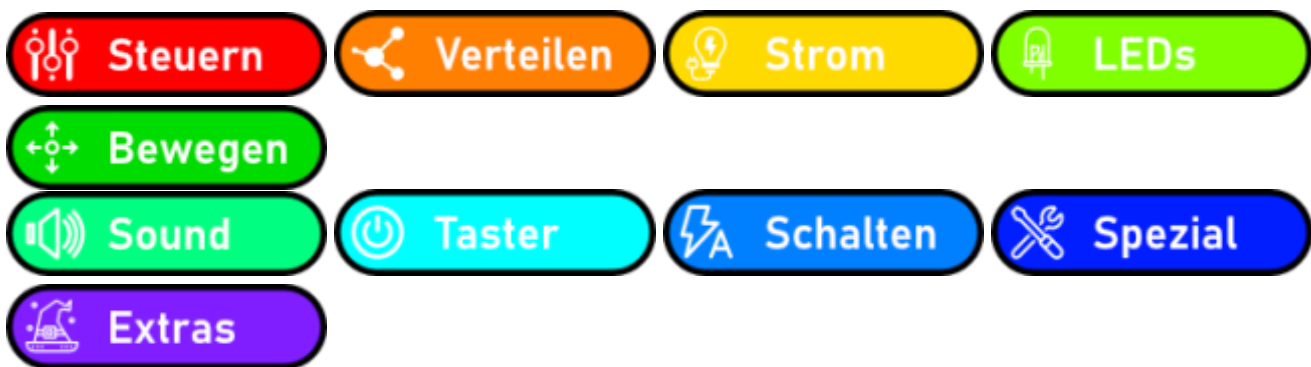 Steuern Verteilen Strom LEDs
Bewegen
Sound Taster Schalten Spezial
Extras